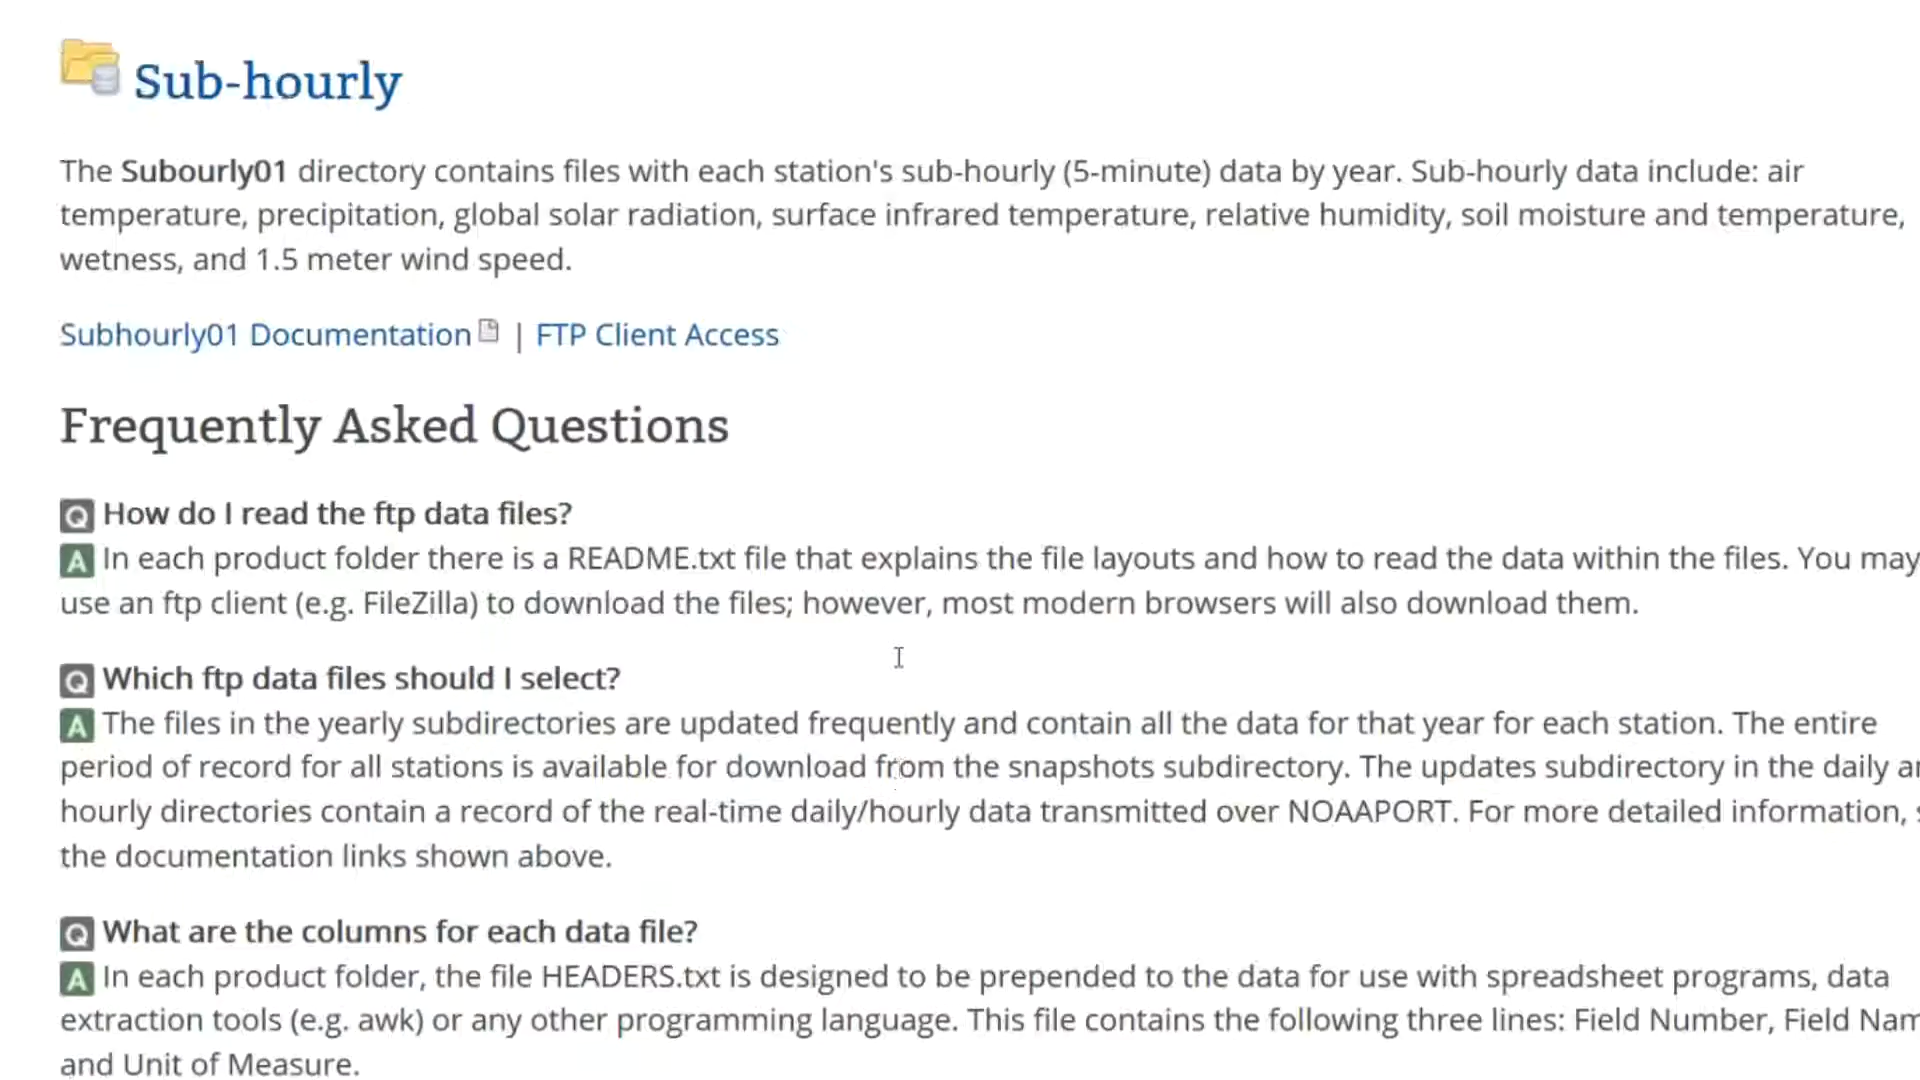 Sub-hourly
The Subourly01 directory contains files with each station's sub-hourly (5-minute) data by year. Sub-hourly data include: air
temperature, precipitation, global solar radiation, surface infrared temperature, relative humidity, soil moisture and temperature,
wetness, and 1.5 meter wind speed.
Subhourly01 Documentation | FTP Client Access
Frequently Asked Questions
Q How do I read the ftp data files?
A In each product folder there is a README.txt file that explains the file layouts and how to read the data within the files. You may
use an ftp client (e.g. FileZilla) to download the files; however, most modern browsers will also download them.
Q Which ftp data files should I select?
A The files in the yearly subdirectories are updated frequently and contain all the data for that year for each station. The entire
period of record for all stations is available for download from the snapshots subdirectory. The updates subdirectory in the daily
hourly directories contain a record of the real-time daily/hourly data transmitted over NOAAPORT. For more detailed information,
the documentation links shown above.
Q What are the columns for each data file?
A In each product folder, the file HEADERS.txt is designed to be prepended to the data for use with spreadsheet programs, data
extraction tools (e.g. awk) or any other programming language. This file contains the following three lines: Field Number, Field
and Unit of Measure.